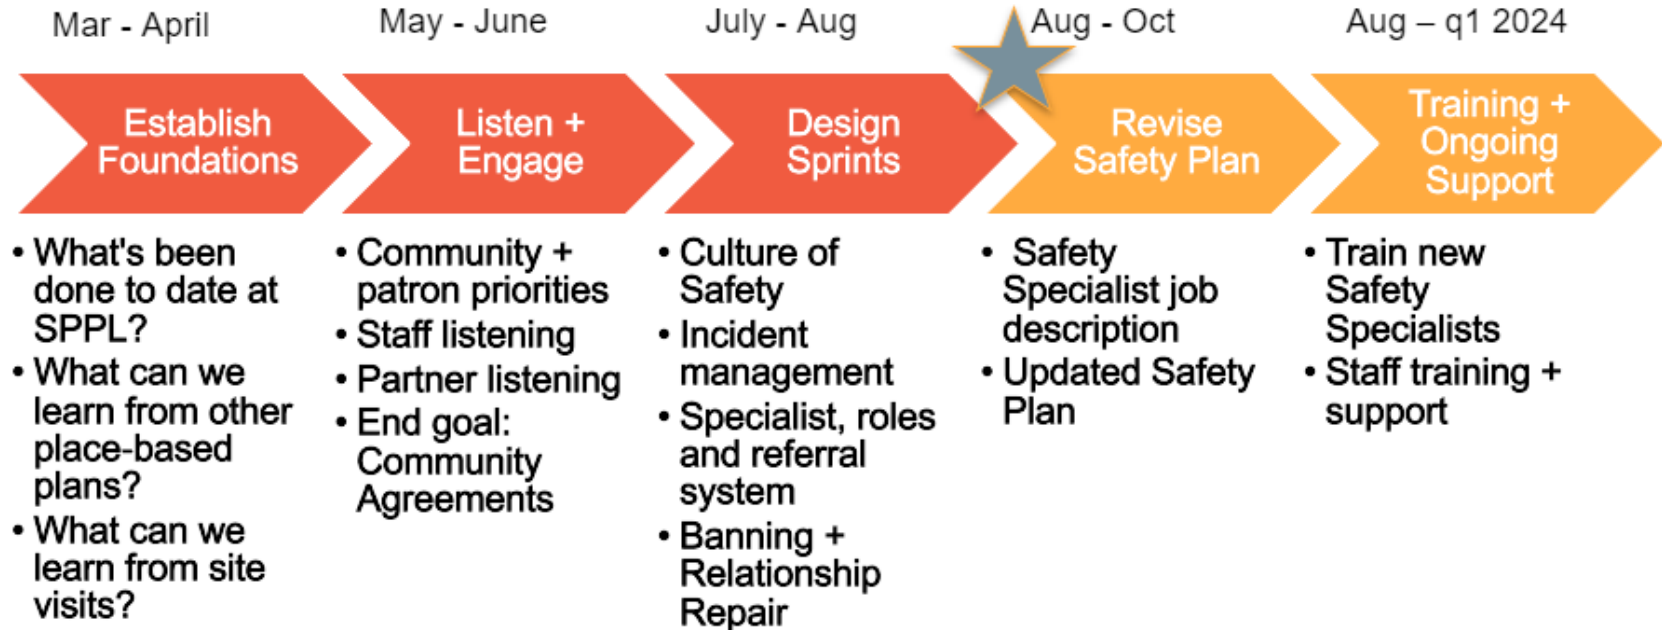 Mar - April
May - June
July - Aug
Aug - Oct
Aug – q1 2024
Establish
Foundations
Listen +
Engage
Design
Sprints
Revise
Safety Plan
Training +
Ongoing
Support
• What's been
done to date at
SPPL?
• What can we
learn from other
place-based
plans?
• What can we
learn from site
visits?
• Community +
patron priorities
• Staff listening
• Partner listening
• End goal:
Community
Agreements
• Culture of
Safety
• Incident
management
• Specialist, roles
and referral
system
• Banning +
Relationship
Repair
• Safety
Specialist job
description
• Updated Safety
Plan
• Train new
Safety
Specialists
• Staff training +
support